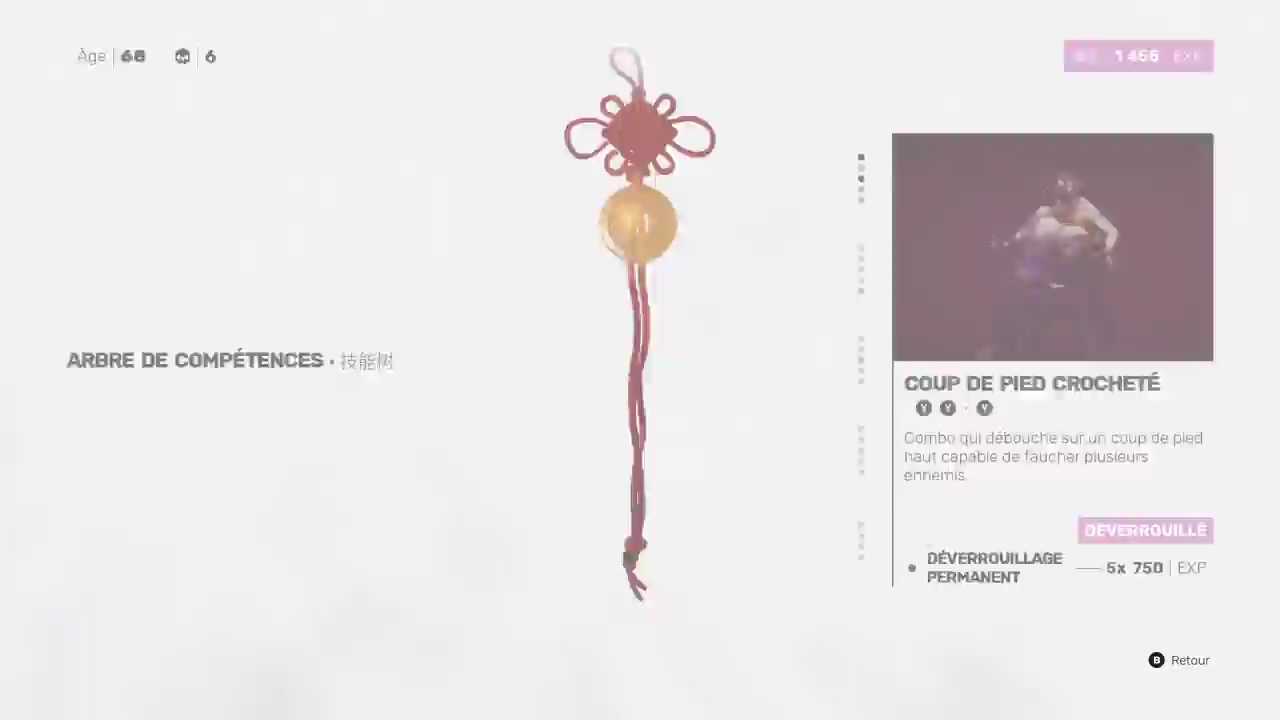 Âge | 68 6
1 455 EXP
ARBRE DE COMPÉTENCES · 技能树
COUP DE PIED CROCHETÉ
Y Y · Y
Combo qui débouche sur un coup de pied
haut capable de faucher plusieurs
ennemis.
DÉVERROUILLÉ
DÉVERROUILLAGE
PERMANENT
5x 750 | EXP
B Retour